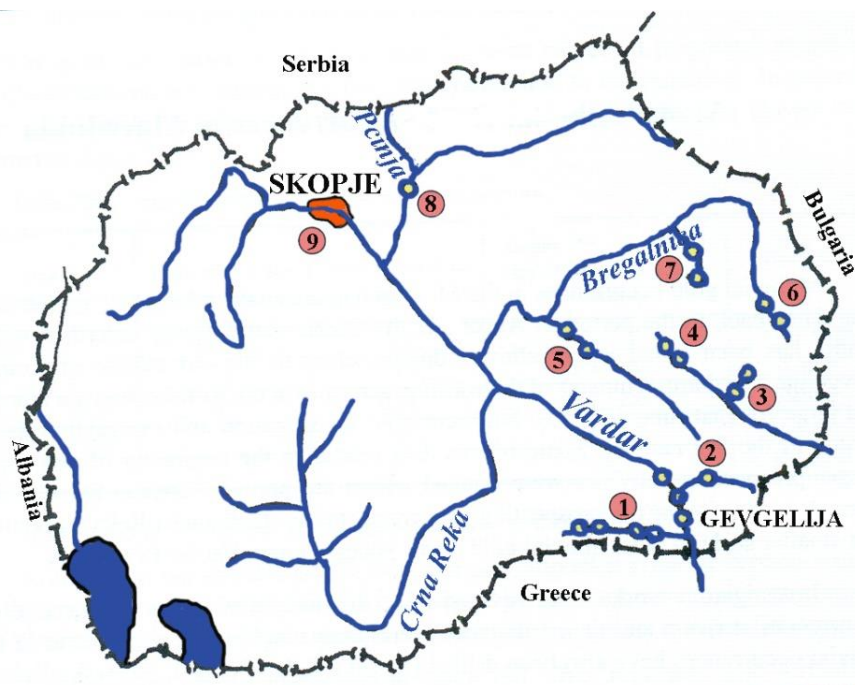 Serbia
Pcinja
SKOPJE
8
9
Bulgaria
Bregalnica
7
6
4
5
3
Vardar
2
Albania
1
GEVGELIJA
Crna Reka
Greece